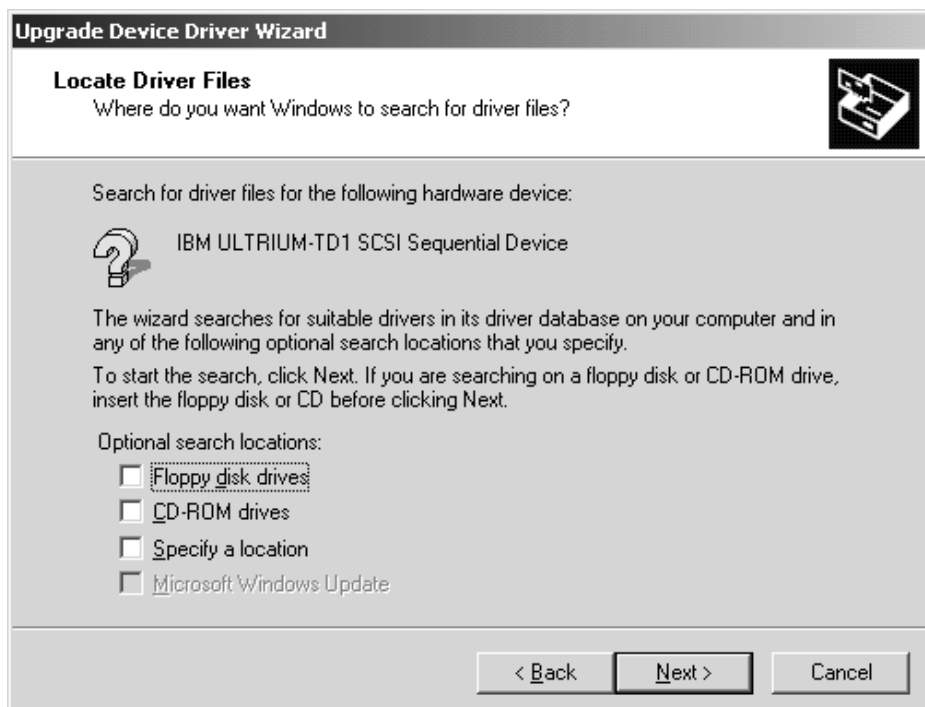 Upgrade Device Driver Wizard
Locate Driver Files
Where do you want Windows to search for driver files?
Search for driver files for the following hardware device:
IBM ULTRIUM-TD1 SCSI Sequential Device
The wizard searches for suitable drivers in its driver database on your computer and in
any of the following optional search locations that you specify.
To start the search, click Next. If you are searching on a floppy disk or CD-ROM drive,
insert the floppy disk or CD before clicking Next.
Optional search locations:
Floppy disk drives
CD-ROM drives
Specify a location
Microsoft Windows Update
< Back
Next >
Cancel